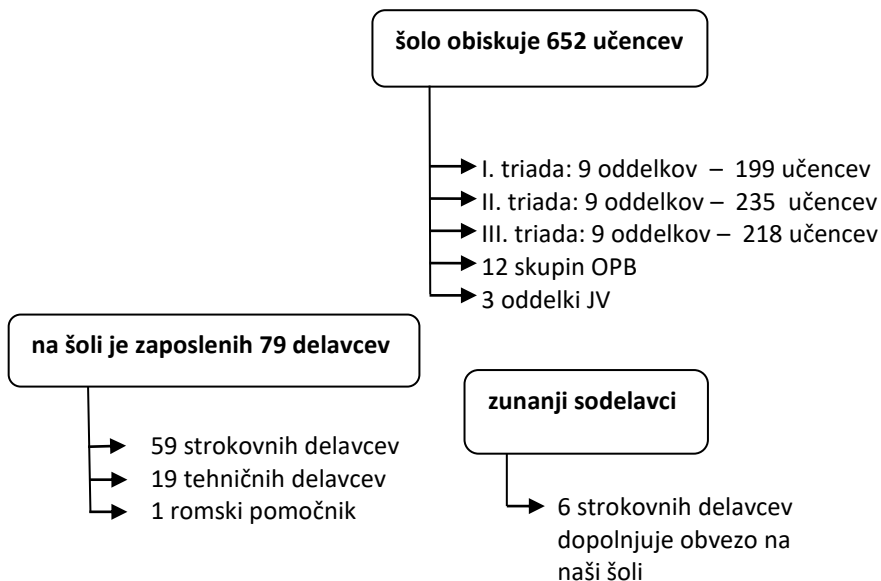 šolo obiskuje 652 učencev
I. triada: 9 oddelkov – 199 učencev
II. triada: 9 oddelkov – 235 učencev
III. triada: 9 oddelkov – 218 učencev
12 skupin OPB
3 oddelki JV
na šoli je zaposlenih 79 delavcev
59 strokovnih delavcev
19 tehničnih delavcev
1 romski pomočnik
zunanji sodelavci
6 strokovnih delavcev
dopolnjuje obvezo na
naši šoli